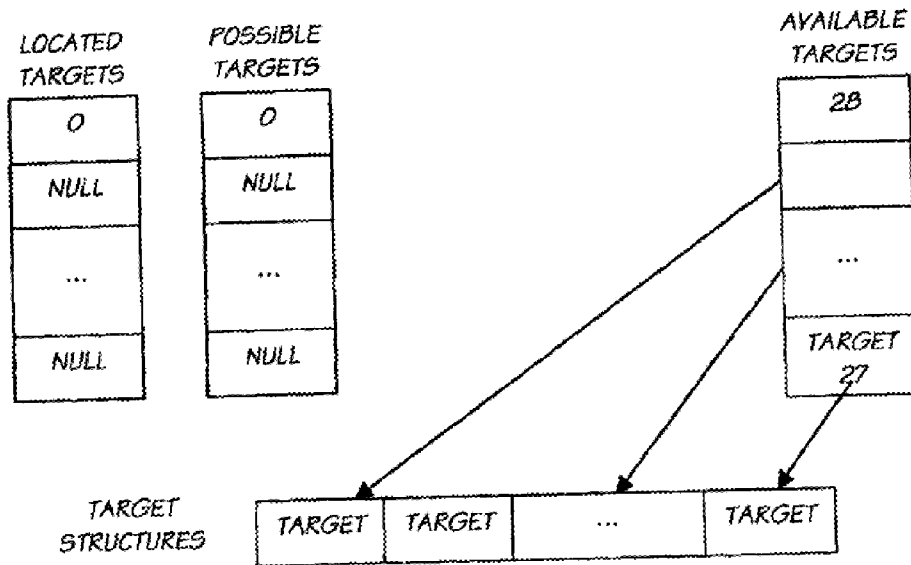 LOCATED
TARGETS
0
NULL
...
NULL
POSSIBLE
TARGETS
0
NULL
...
NULL
AVAILABLE
TARGETS
28
...
TARGET
27
TARGET
STRUCTURES
TARGET
TARGET
...
TARGET